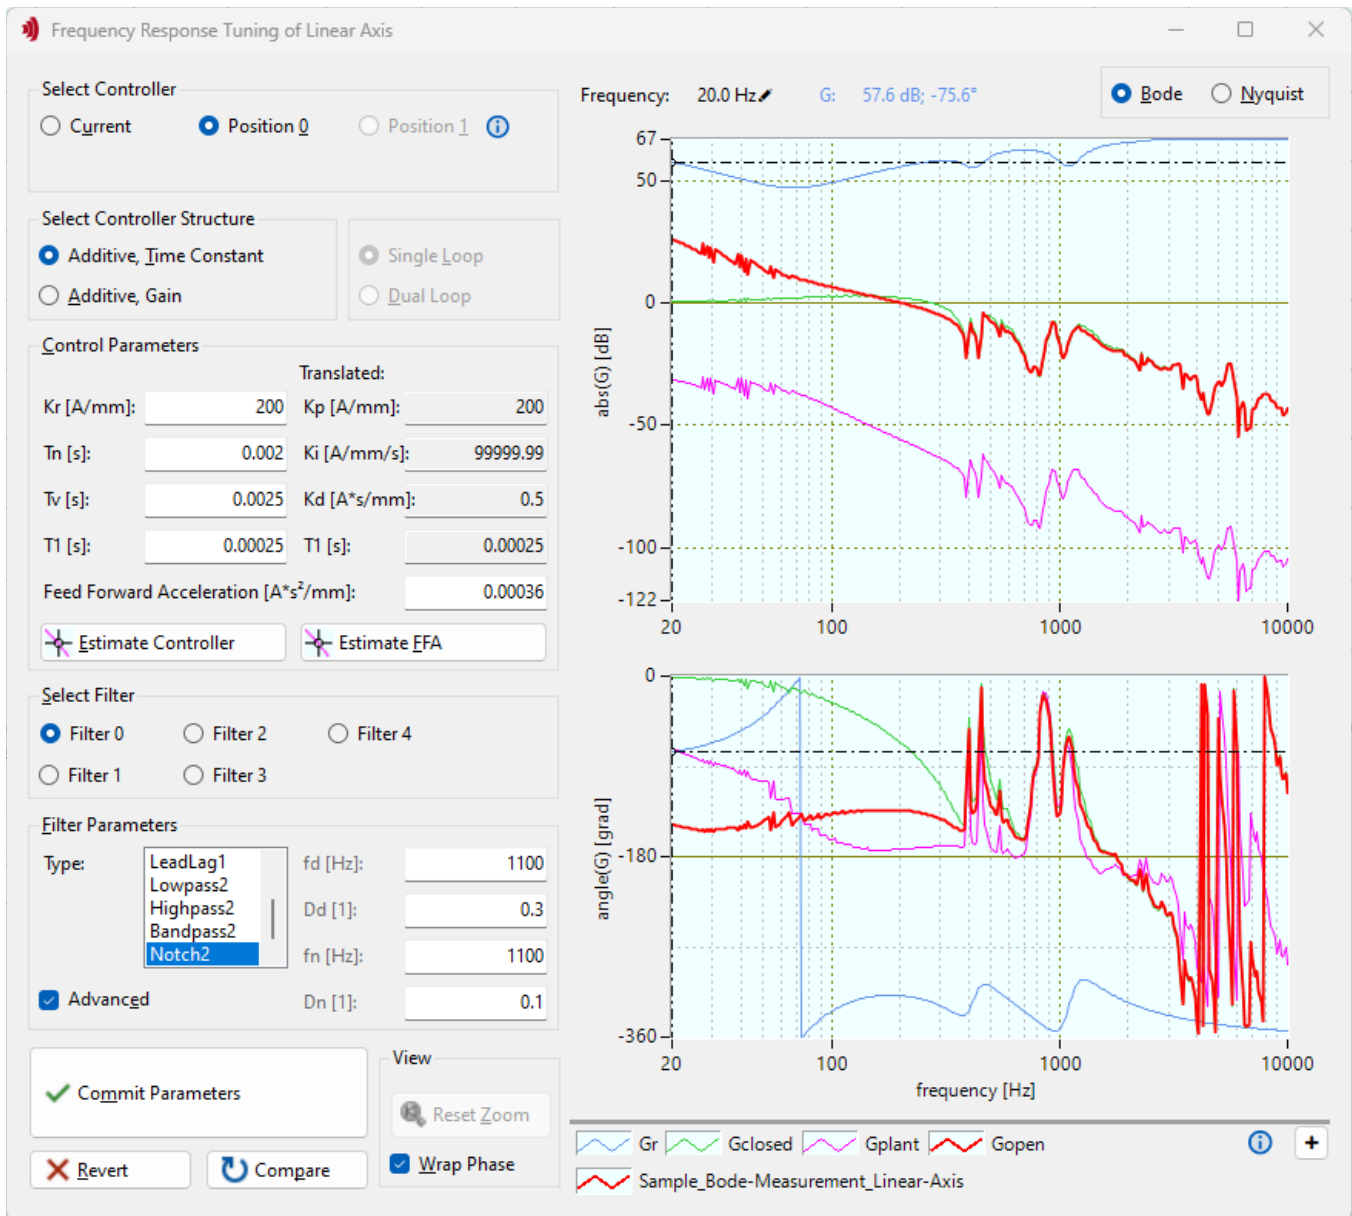 Frequency Response Tuning of Linear Axis
Select Controller
Current
Position 0
Position 1
Select Controller Structure
Additive, Time Constant
Additive, Gain
Single Loop
Dual Loop
Control Parameters
Translated:
Kr [A/mm]: 200 Kp [A/mm]: 200
Tn [s]: 0.002 Ki [A/mm/s]: 99999.99
Tv [s]: 0.0025 Kd [A*s/mm]: 0.5
T1 [s]: 0.00025 T1 [s]: 0.00025
Feed Forward Acceleration [A*s²/mm]: 0.00036
Estimate Controller
Estimate FFA
Select Filter
Filter 0 Filter 2 Filter 4
Filter 1 Filter 3
Filter Parameters
Type:
LeadLag1
Lowpass2
Highpass2
Bandpass2
Notch2
fd [Hz]: 1100
Dd [1]: 0.3
fn [Hz]: 1100
Dn [1]: 0.1
Advanced
Commit Parameters
Revert
Compare
View
Reset Zoom
Wrap Phase
Frequency: 20.0 Hz G: 57.6 dB; -75.6°
Bode Nyquist
67
50
0
-50
-100
-122
abs(G) [dB]
20 100 1000 10000
0
-180
-360
angle(G) [grad]
20 100 1000 10000
frequency [Hz]
Gr Gclosed Gplant Gopen
+
Sample_Bode-Measurement_Linear-Axis